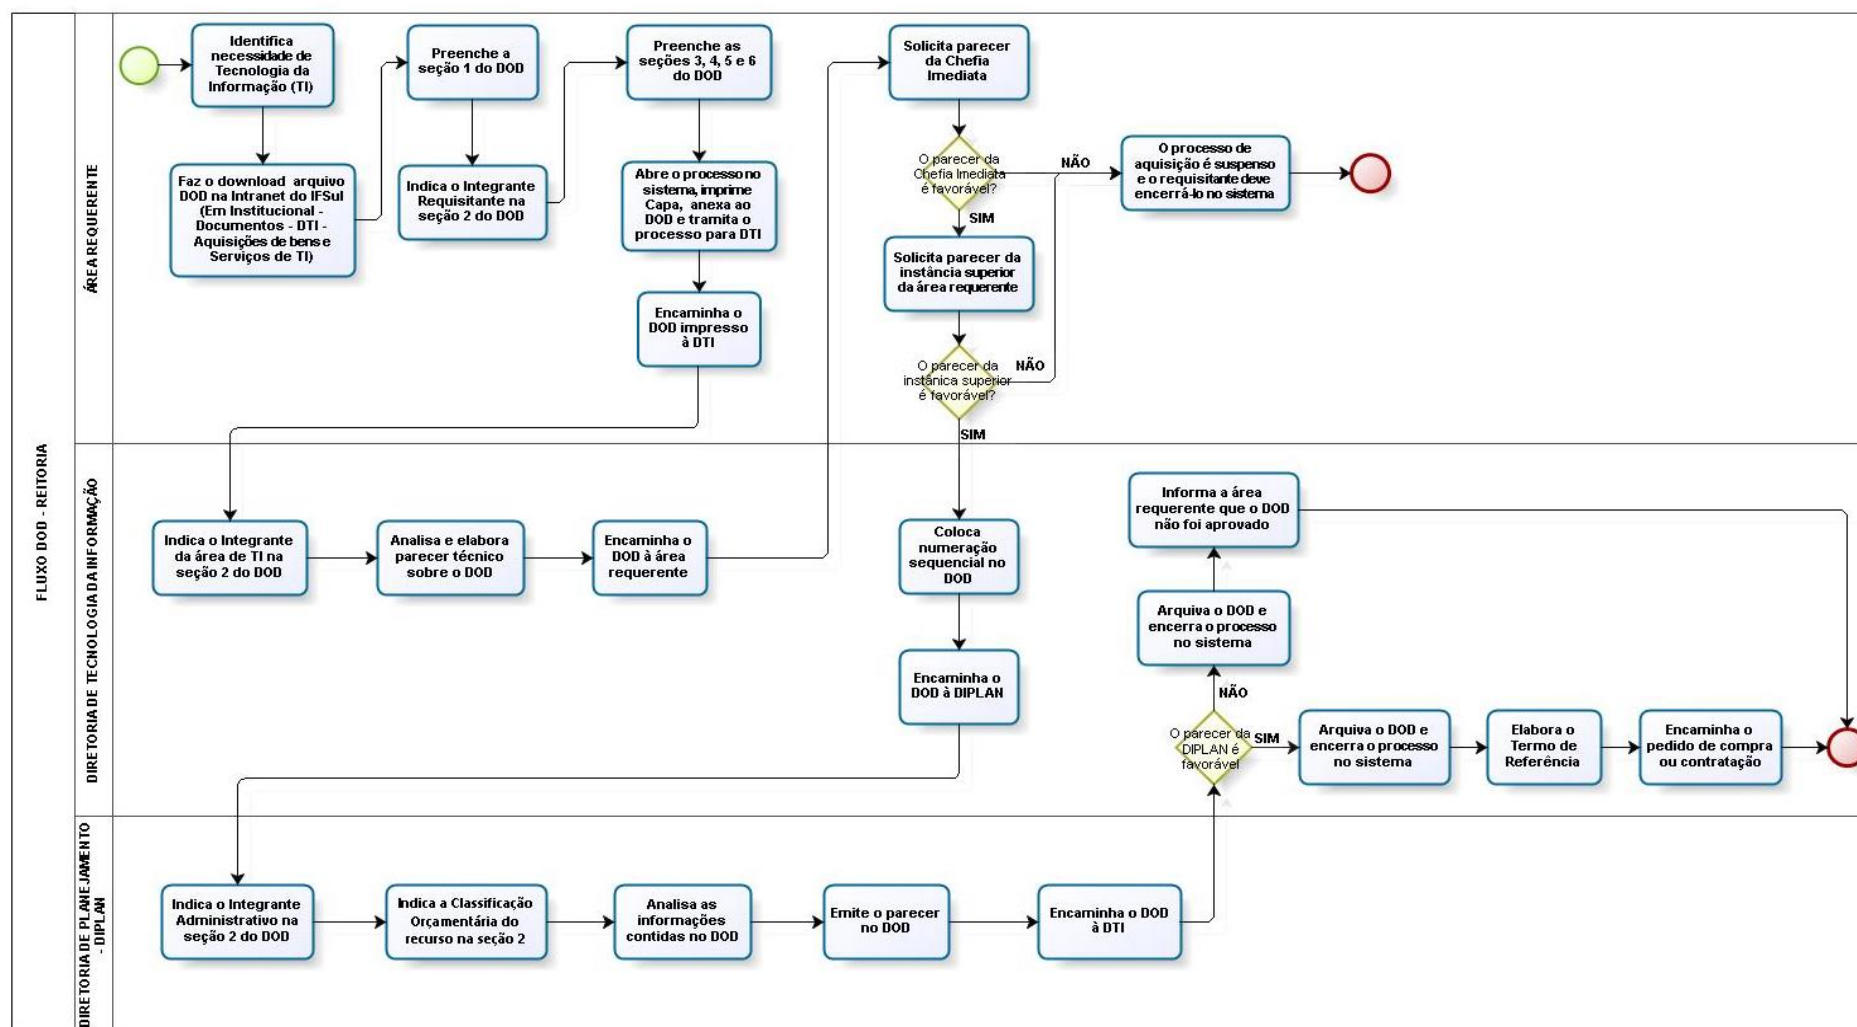 FLUXO DOD - REITORIA
ÁREA REQUERENTE
Identifica
necessidade de
Tecnologia da
Informação (TI)
Faz o download arquivo
DOD na Intranet do IFSul
(Em Institucional -
Documentos - DTI -
Aquisições de bens e
Serviços de TI)
Preenche a
seção 1 do DOD
Indica o Integrante
Requisitante na
seção 2 do DOD
Preenche as
seções 3, 4, 5 e 6
do DOD
Abre o processo no
sistema, imprime
Capa, anexa ao
DOD e tramita o
processo para DTI
Encaminha o
DOD impresso
à DTI
Solicita parecer
da Chefia
Imediata
O parecer da
Chefia Imediata
é favorável?
NÃO
SIM
O processo de
aquisição é suspenso
e o requisitante deve
encerrá-lo no sistema
Solicita parecer da
instância superior
da área requerente
O parecer da
instânica superior
é favorável?
NÃO
SIM
DIRETORIA DE TECNOLOGIA DA INFORMAÇÃO
Indica o Integrante
da área de TI na
seção 2 do DOD
Analisa e elabora
parecer técnico
sobre o DOD
Encaminha o
DOD à área
requerente
Coloca
numeração
sequencial no
DOD
Encaminha o
DOD à DIPLAN
Informa a área
requerente que o DOD
não foi aprovado
Arquiva o DOD e
encerra o processo
no sistema
NÃO
O parecer da
DIPLAN é
favorável
SIM
Arquiva o DOD e
encerra o processo
no sistema
Elabora o
Termo de
Referência
Encaminha o
pedido de compra
ou contratação
DIRETORIA DE PLANEJAMENTO
- DIPLAN
Indica o Integrante
Administrativo na
seção 2 do DOD
Indica a Classificação
Orçamentária do
recurso na seção 2
Analisa as
informações
contidas no DOD
Emite o parecer
no DOD
Encaminha o DOD
à DTI